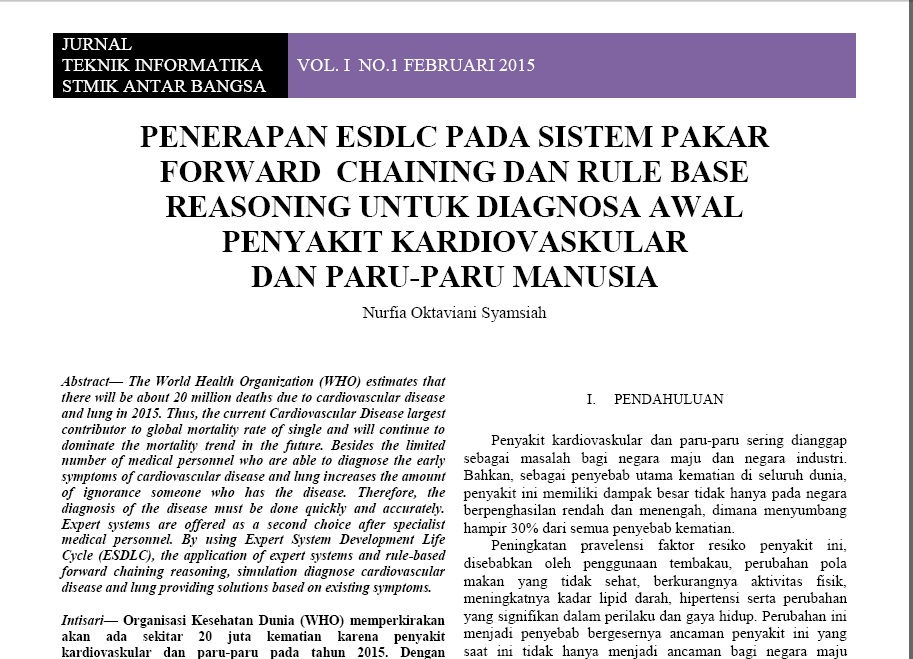 JURNAL
TEKNIK INFORMATIKA
STMIK ANTAR BANGSA
VOL. I NO.1 FEBRUARI 2015
PENERAPAN ESDLC PADA SISTEM PAKAR
FORWARD CHAINING DAN RULE BASE
REASONING UNTUK DIAGNOSA AWAL
PENYAKIT KARDIOVASKULAR
DAN PARU-PARU MANUSIA
Nurfia Oktaviani Syamsiah
Abstract— The World Health Organization (WHO) estimates that
there will be about 20 million deaths due to cardiovascular disease
and lung in 2015. Thus, the current Cardiovascular Disease largest
contributor to global mortality rate of single and will continue to
dominate the mortality trend in the future. Besides the limited
number of medical personnel who are able to diagnose the early
symptoms of cardiovascular disease and lung increases the amount
of ignorance someone who has the disease. Therefore, the
diagnosis of the disease must be done quickly and accurately.
Expert systems are offered as a second choice after specialist
medical personnel. By using Expert System Development Life
Cycle (ESDLC), the application of expert systems and rule-based
forward chaining reasoning, simulation diagnose cardiovascular
disease and lung providing solutions based on existing symptoms.
Intisari— Organisasi Kesehatan Dunia (WHO) memperkirakan
akan ada sekitar 20 juta kematian karena penyakit
kardiovaskular dan paru-paru pada tahun 2015. Dengan
I. PENDAHULUAN
Penyakit kardiovaskular dan paru-paru sering dianggap
sebagai masalah bagi negara maju dan negara industri.
Bahkan, sebagai penyebab utama kematian di seluruh dunia,
penyakit ini memiliki dampak besar tidak hanya pada negara
berpenghasilan rendah dan menengah, dimana menyumbang
hampir 30% dari semua penyebab kematian.
Peningkatan pravelensi faktor resiko penyakit ini,
disebabkan oleh penggunaan tembakau, perubahan pola
makan yang tidak sehat, berkurangnya aktivitas fisik,
meningkatnya kadar lipid darah, hipertensi serta perubahan
yang signifikan dalam perilaku dan gaya hidup. Perubahan ini
menjadi penyebab bergesernya ancaman penyakit ini yang
saat ini tidak hanya menjadi ancaman bagi negara maju